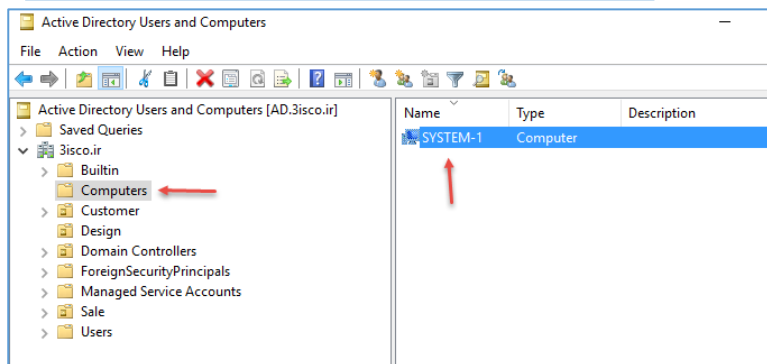 Active Directory Users and Computers
File Action View Help
Active Directory Users and Computers [AD.3isco.ir]
Saved Queries
3isco.ir
Builtin
Computers
Customer
Design
Domain Controllers
ForeignSecurityPrincipals
Managed Service Accounts
Sale
Users
Name Type Description
SYSTEM-1 Computer